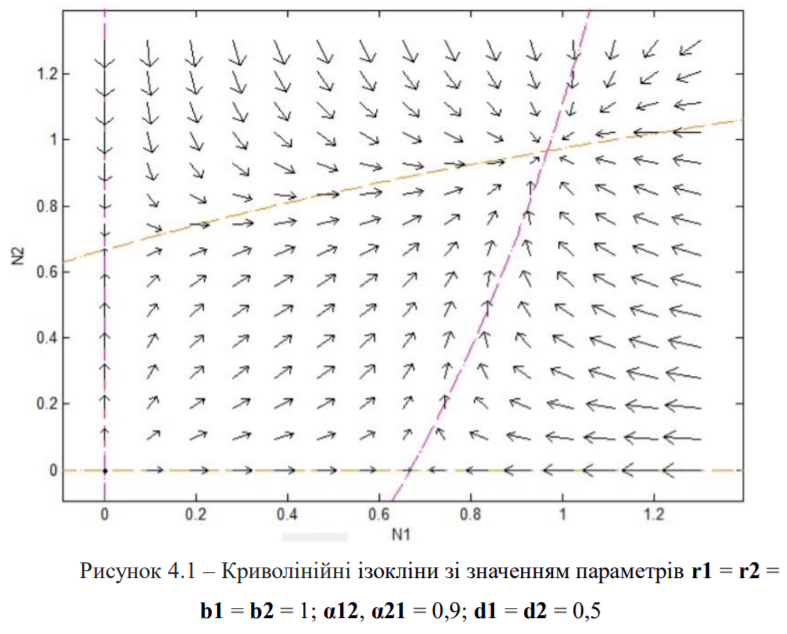 1.2
1
0.8
0.6
0.4
0.2
0
N2
0 0.2 0.4 0.6 0.8 1 1.2
N1
Рисунок 4.1 – Криволінійні ізокліни зі значенням параметрів r1 = r2 =
b1 = b2 = 1; α12, α21 = 0,9; d1 = d2 = 0,5